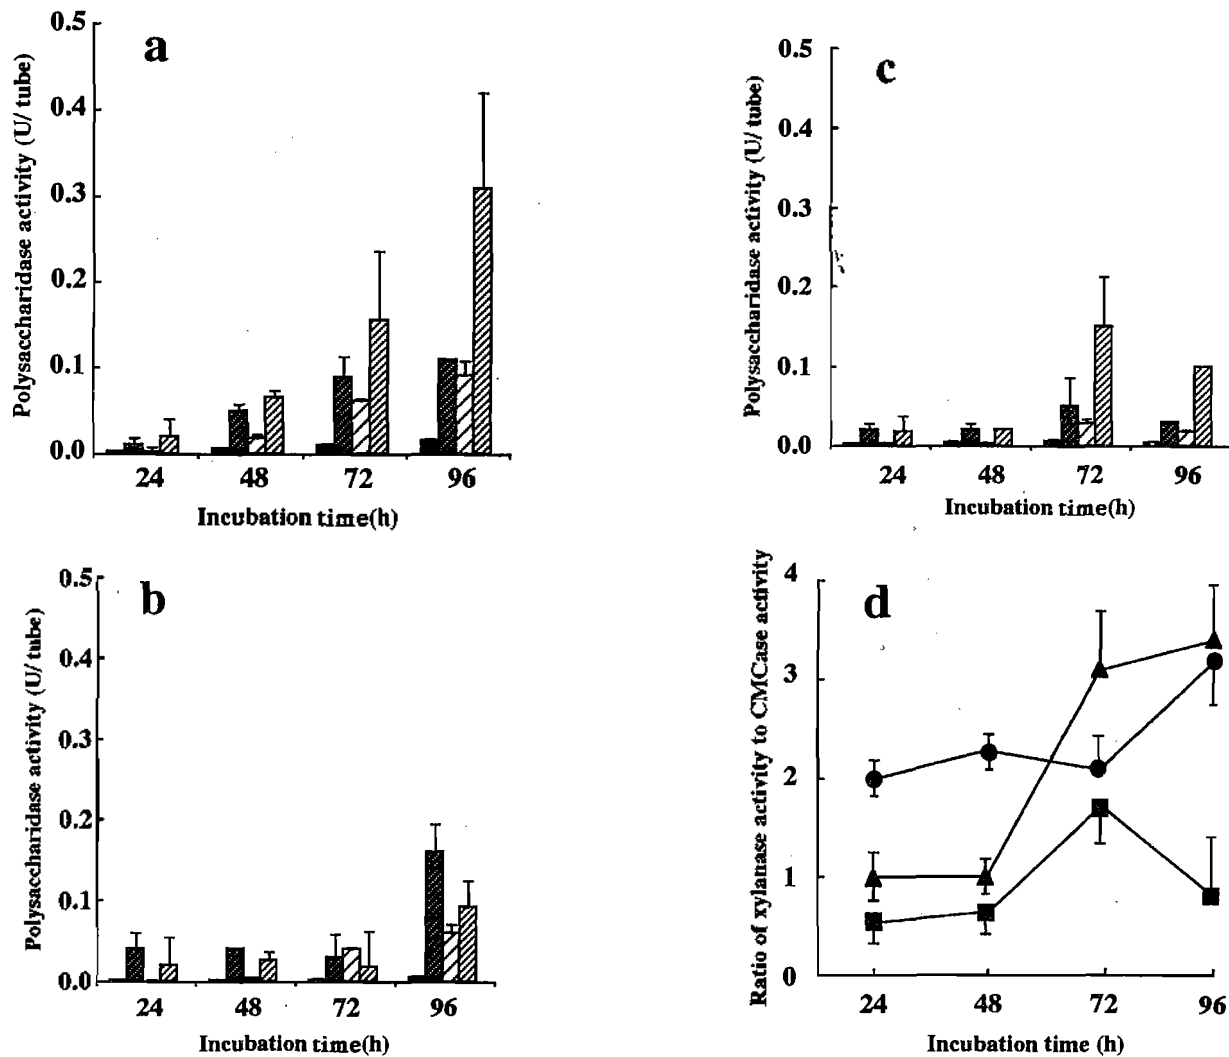 a
Polysaccharidase activity (U/ tube)
0.5
0.4
0.3
0.2
0.1
0.0
24 48 72 96
Incubation time(h)
c
Polysaccharidase activity (U/ tube)
0.5
0.4
0.3
0.2
0.1
0.0
24 48 72 96
Incubation time(h)
b
Polysaccharidase activity (U/ tube)
0.5
0.4
0.3
0.2
0.1
0.0
24 48 72 96
Incubation time(h)
d
Ratio of xylanase activity to CMCase activity
4
3
2
1
0
24 48 72 96
Incubation time (h)